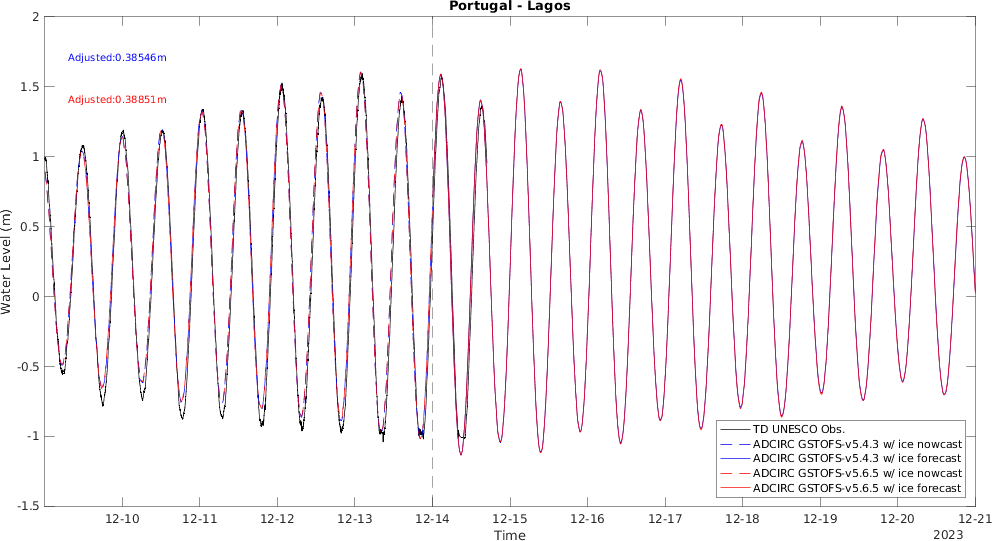 Portugal - Lagos
2
1.5
1
0.5
0
-0.5
-1
-1.5
Water Level (m)
Adjusted:0.38546m
Adjusted:0.38851m
TD UNESCO Obs.
ADCIRC GSTOFS-v5.4.3 w/ ice nowcast
ADCIRC GSTOFS-v5.4.3 w/ ice forecast
ADCIRC GSTOFS-v5.6.5 w/ ice nowcast
ADCIRC GSTOFS-v5.6.5 w/ ice forecast
12-10 12-11 12-12 12-13 12-14 12-15 12-16 12-17 12-18 12-19 12-20 12-21
Time
2023